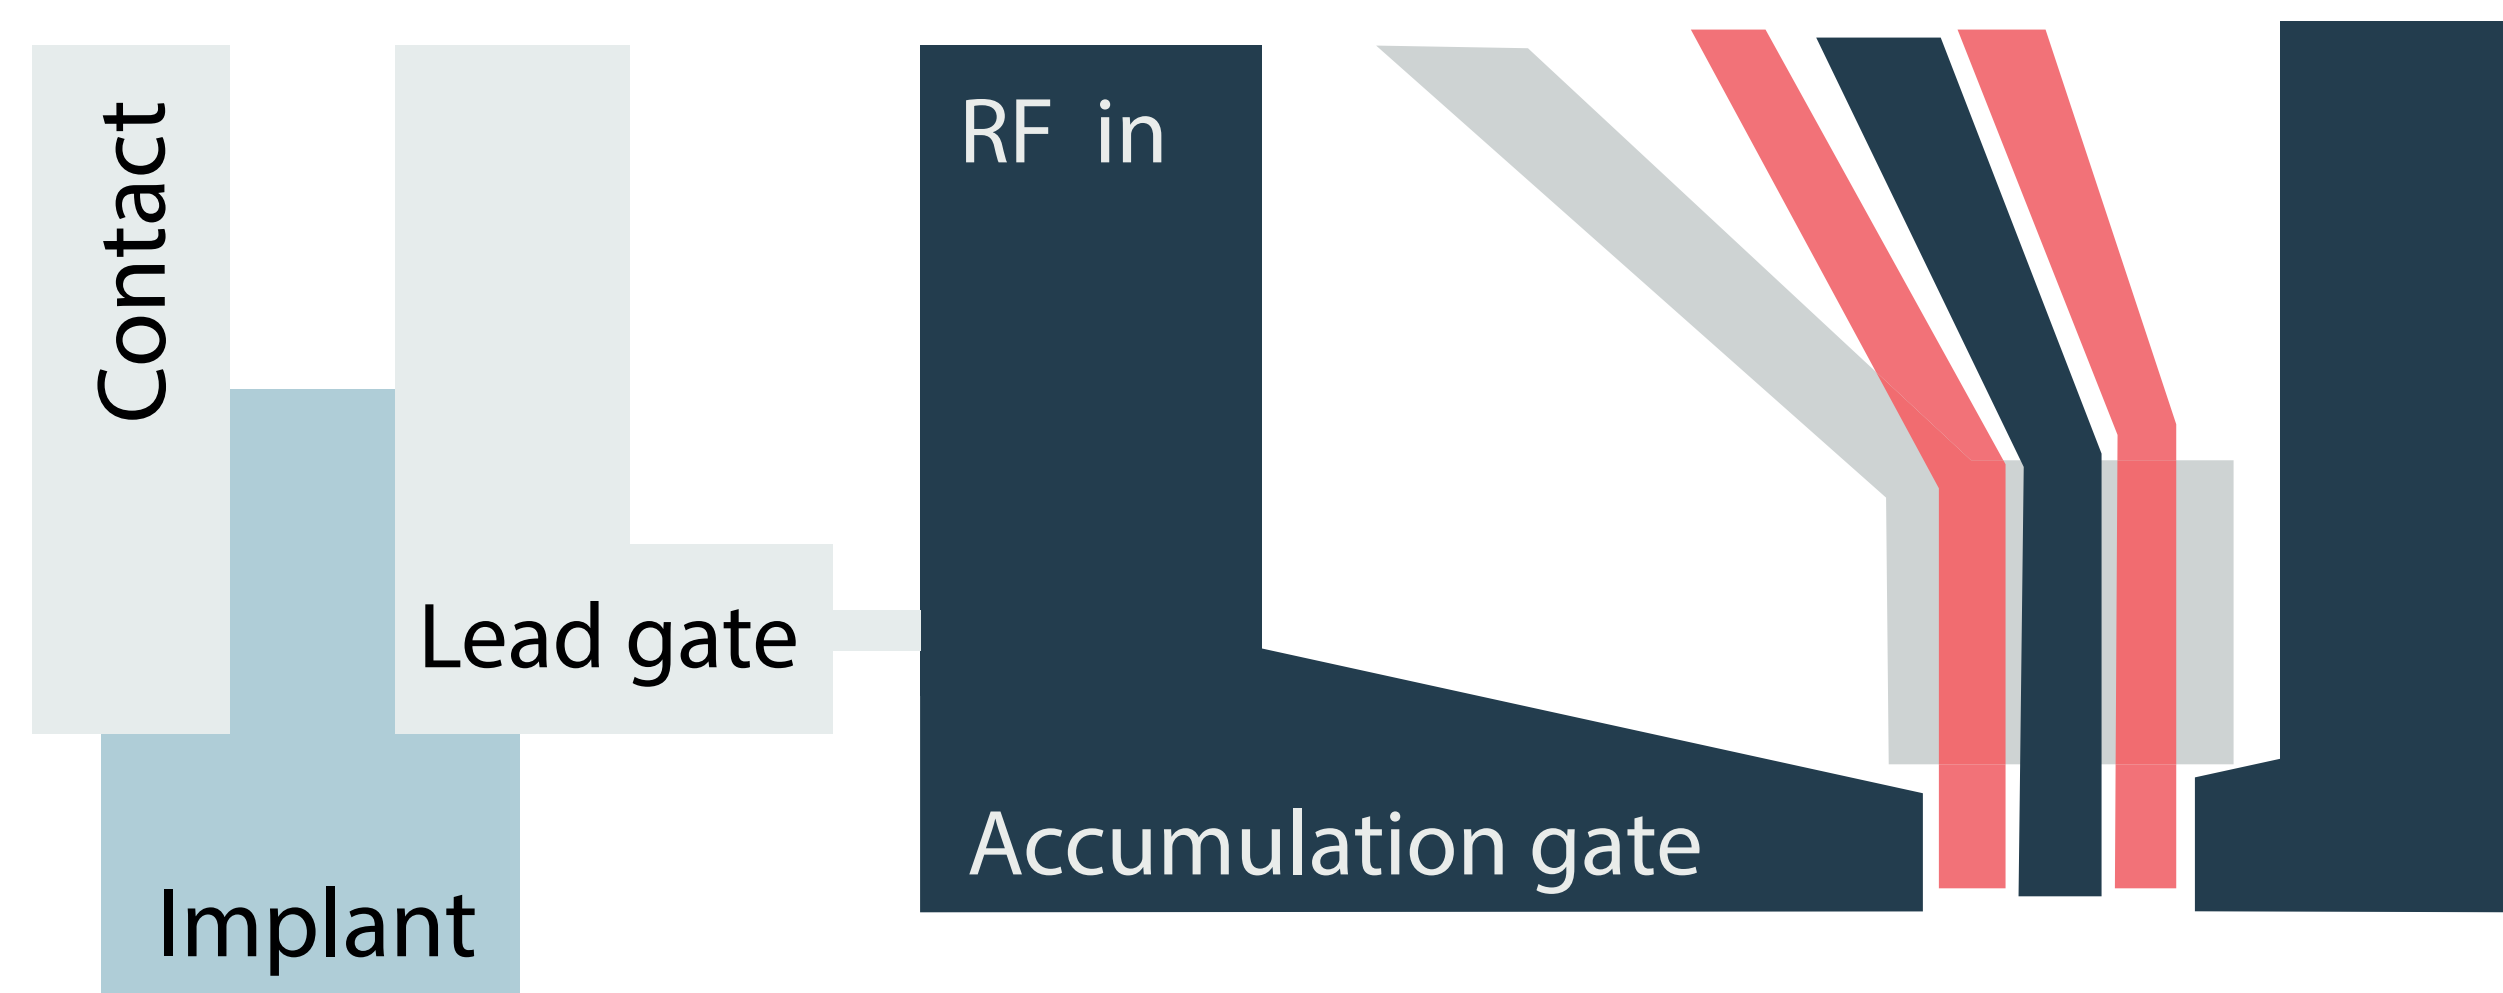 Contact
RF in
Lead gate
Accumulation gate
Implant